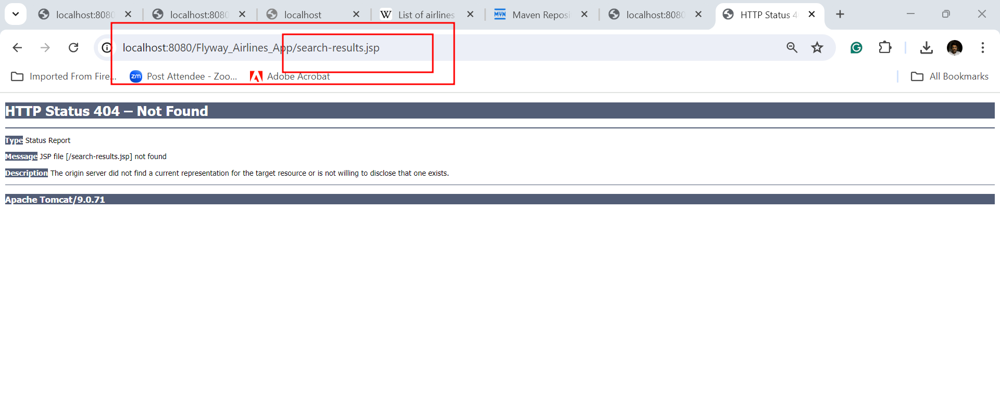 localhost:8080
localhost:8080
localhost
List of airlines
Maven Reposi
localhost:8080
HTTP Status 4
localhost:8080/Flyway_Airlines_App/search-results.jsp
Imported From Fire...
zm Post Attendee - Zoo...
Adobe Acrobat
All Bookmarks
HTTP Status 404 – Not Found
Type Status Report
Message JSP file [/search-results.jsp] not found
Description The origin server did not find a current representation for the target resource or is not willing to disclose that one exists.
Apache Tomcat/9.0.71